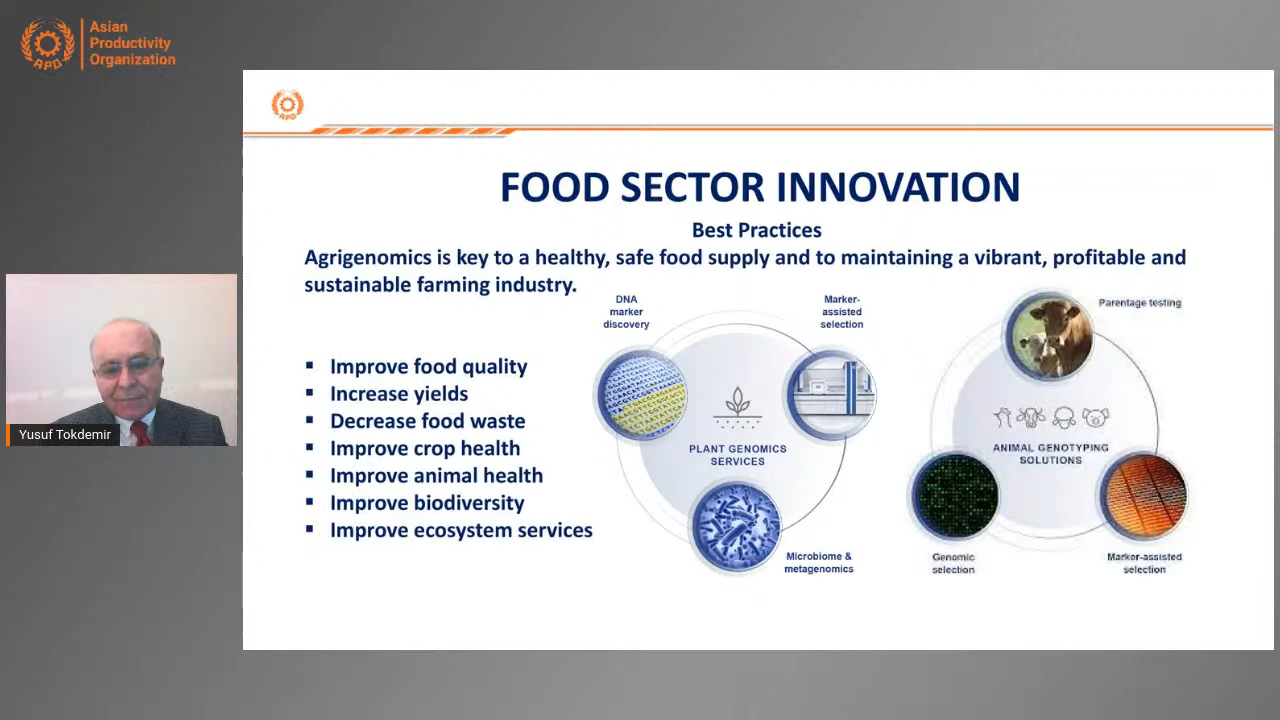 Asian
Productivity
Organization
APO
APO
FOOD SECTOR INNOVATION
Best Practices
Agrigenomics is key to a healthy, safe food supply and to maintaining a vibrant, profitable and
sustainable farming industry.
▪ Improve food quality
▪ Increase yields
▪ Decrease food waste
▪ Improve crop health
▪ Improve animal health
▪ Improve biodiversity
▪ Improve ecosystem services
DNA
marker
discovery
Marker-
assisted
selection
PLANT GENOMICS
SERVICES
Microbiome &
metagenomics
Parentage testing
ANIMAL GENOTYPING
SOLUTIONS
Genomic
selection
Marker-assisted
selection
Yusuf Tokdemir